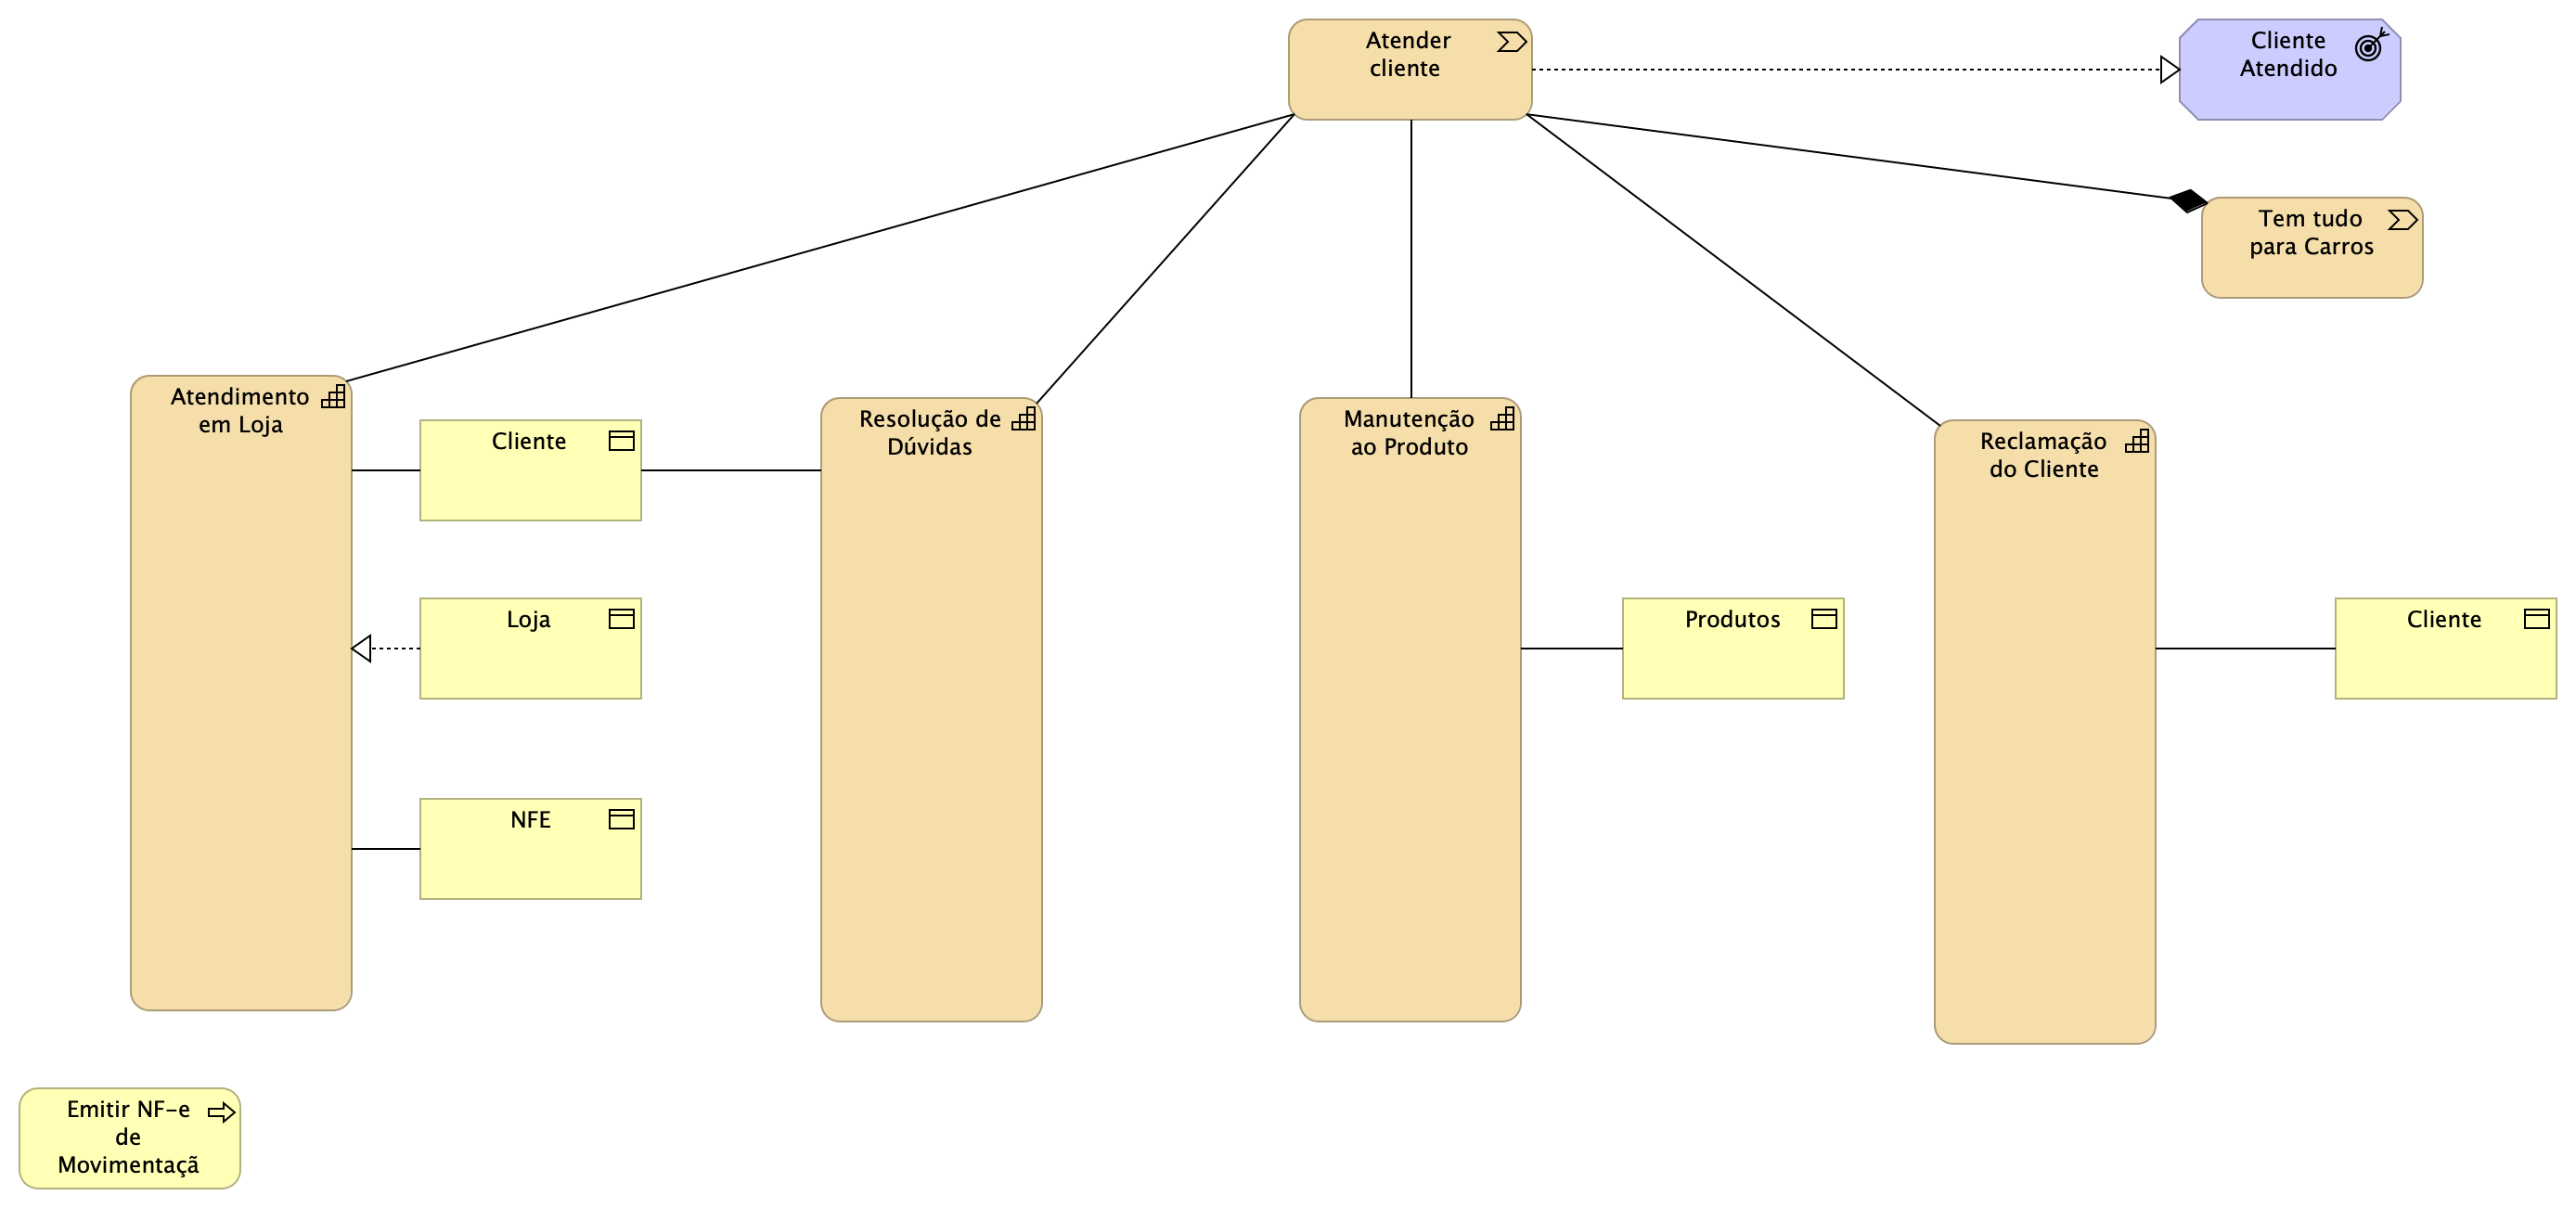 Atender
cliente
Cliente
Atendido
Tem tudo
para Carros
Atendimento
em Loja
Cliente
Resolução de
Dúvidas
Manutenção
ao Produto
Reclamação
do Cliente
Loja
Produtos
Cliente
NFE
Emitir NF-e
de
Movimentaçã